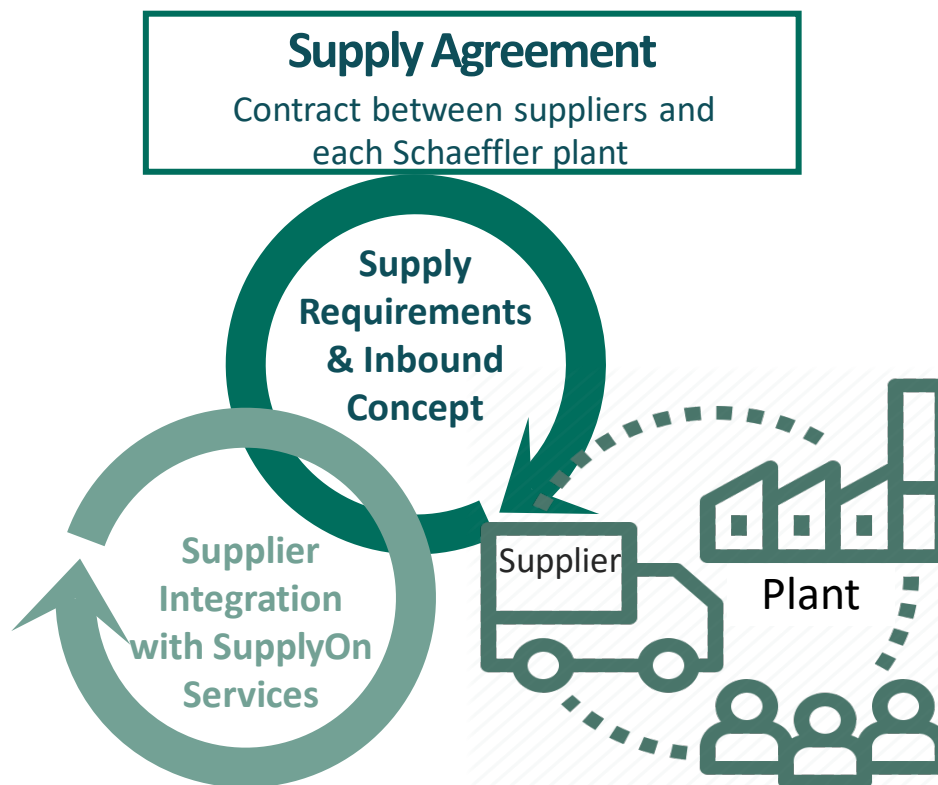 Supply Agreement
Contract between suppliers and
each Schaeffler plant
Supply
Requirements
& Inbound
Concept
Supplier
Integration
with SupplyOn
Services
Supplier
Plant